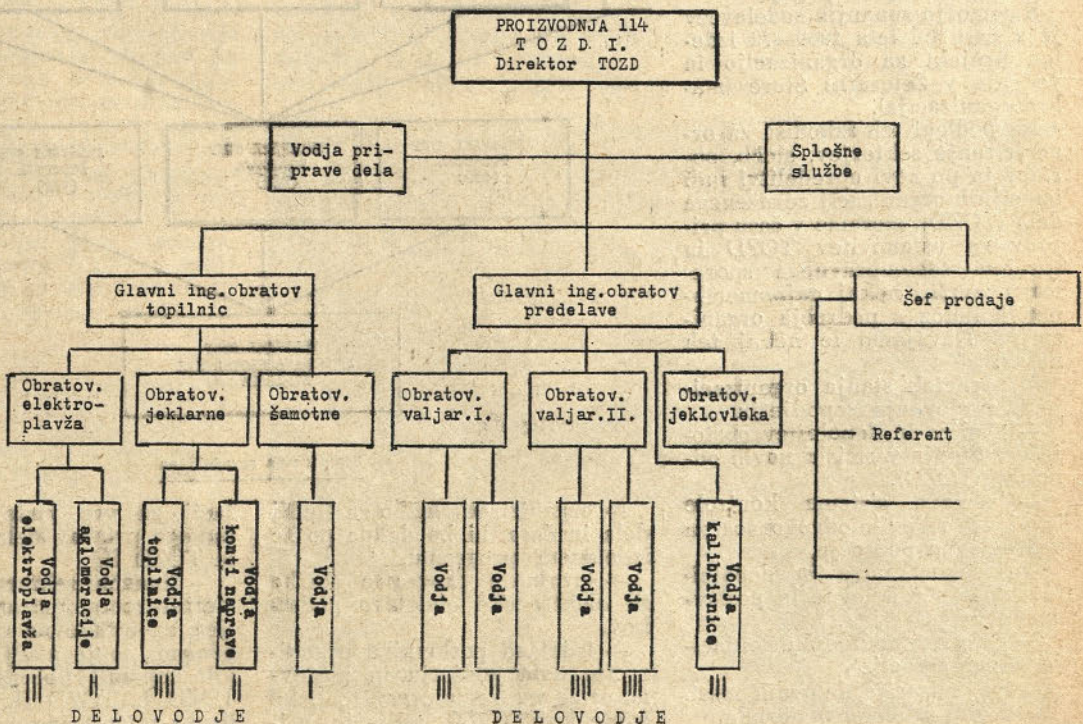 PROIZVODNJA 114
T O Z D I.
Direktor TOZD
Vodja pri-
prave dela
Splošne
službe
Glavni ing.obratov
topilnic
Glavni ing.obratov
predelave
Šef prodaje
Obratov.
elektro-
plavža
Obratov.
jeklarne
Obratov.
šamotne
Obratov.
valjar.I.
Obratov.
valjar.II.
Obratov.
jeklovleka
Referent
Vodja
elektroplavža
Vodja
aglomeracije
Vodja
topilnice
Vodja
konti naprave
Vodja
Vodja
Vodja
Vodja
Vodja
Vodja
kalibrirnice
D E L O V O D J E
D E L O V O D J E